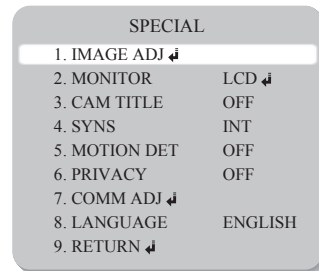 SPECIAL
1. IMAGE ADJ ↲
2. MONITOR LCD ↲
3. CAM TITLE OFF
4. SYNS INT
5. MOTION DET OFF
6. PRIVACY OFF
7. COMM ADJ ↲
8. LANGUAGE ENGLISH
9. RETURN ↲